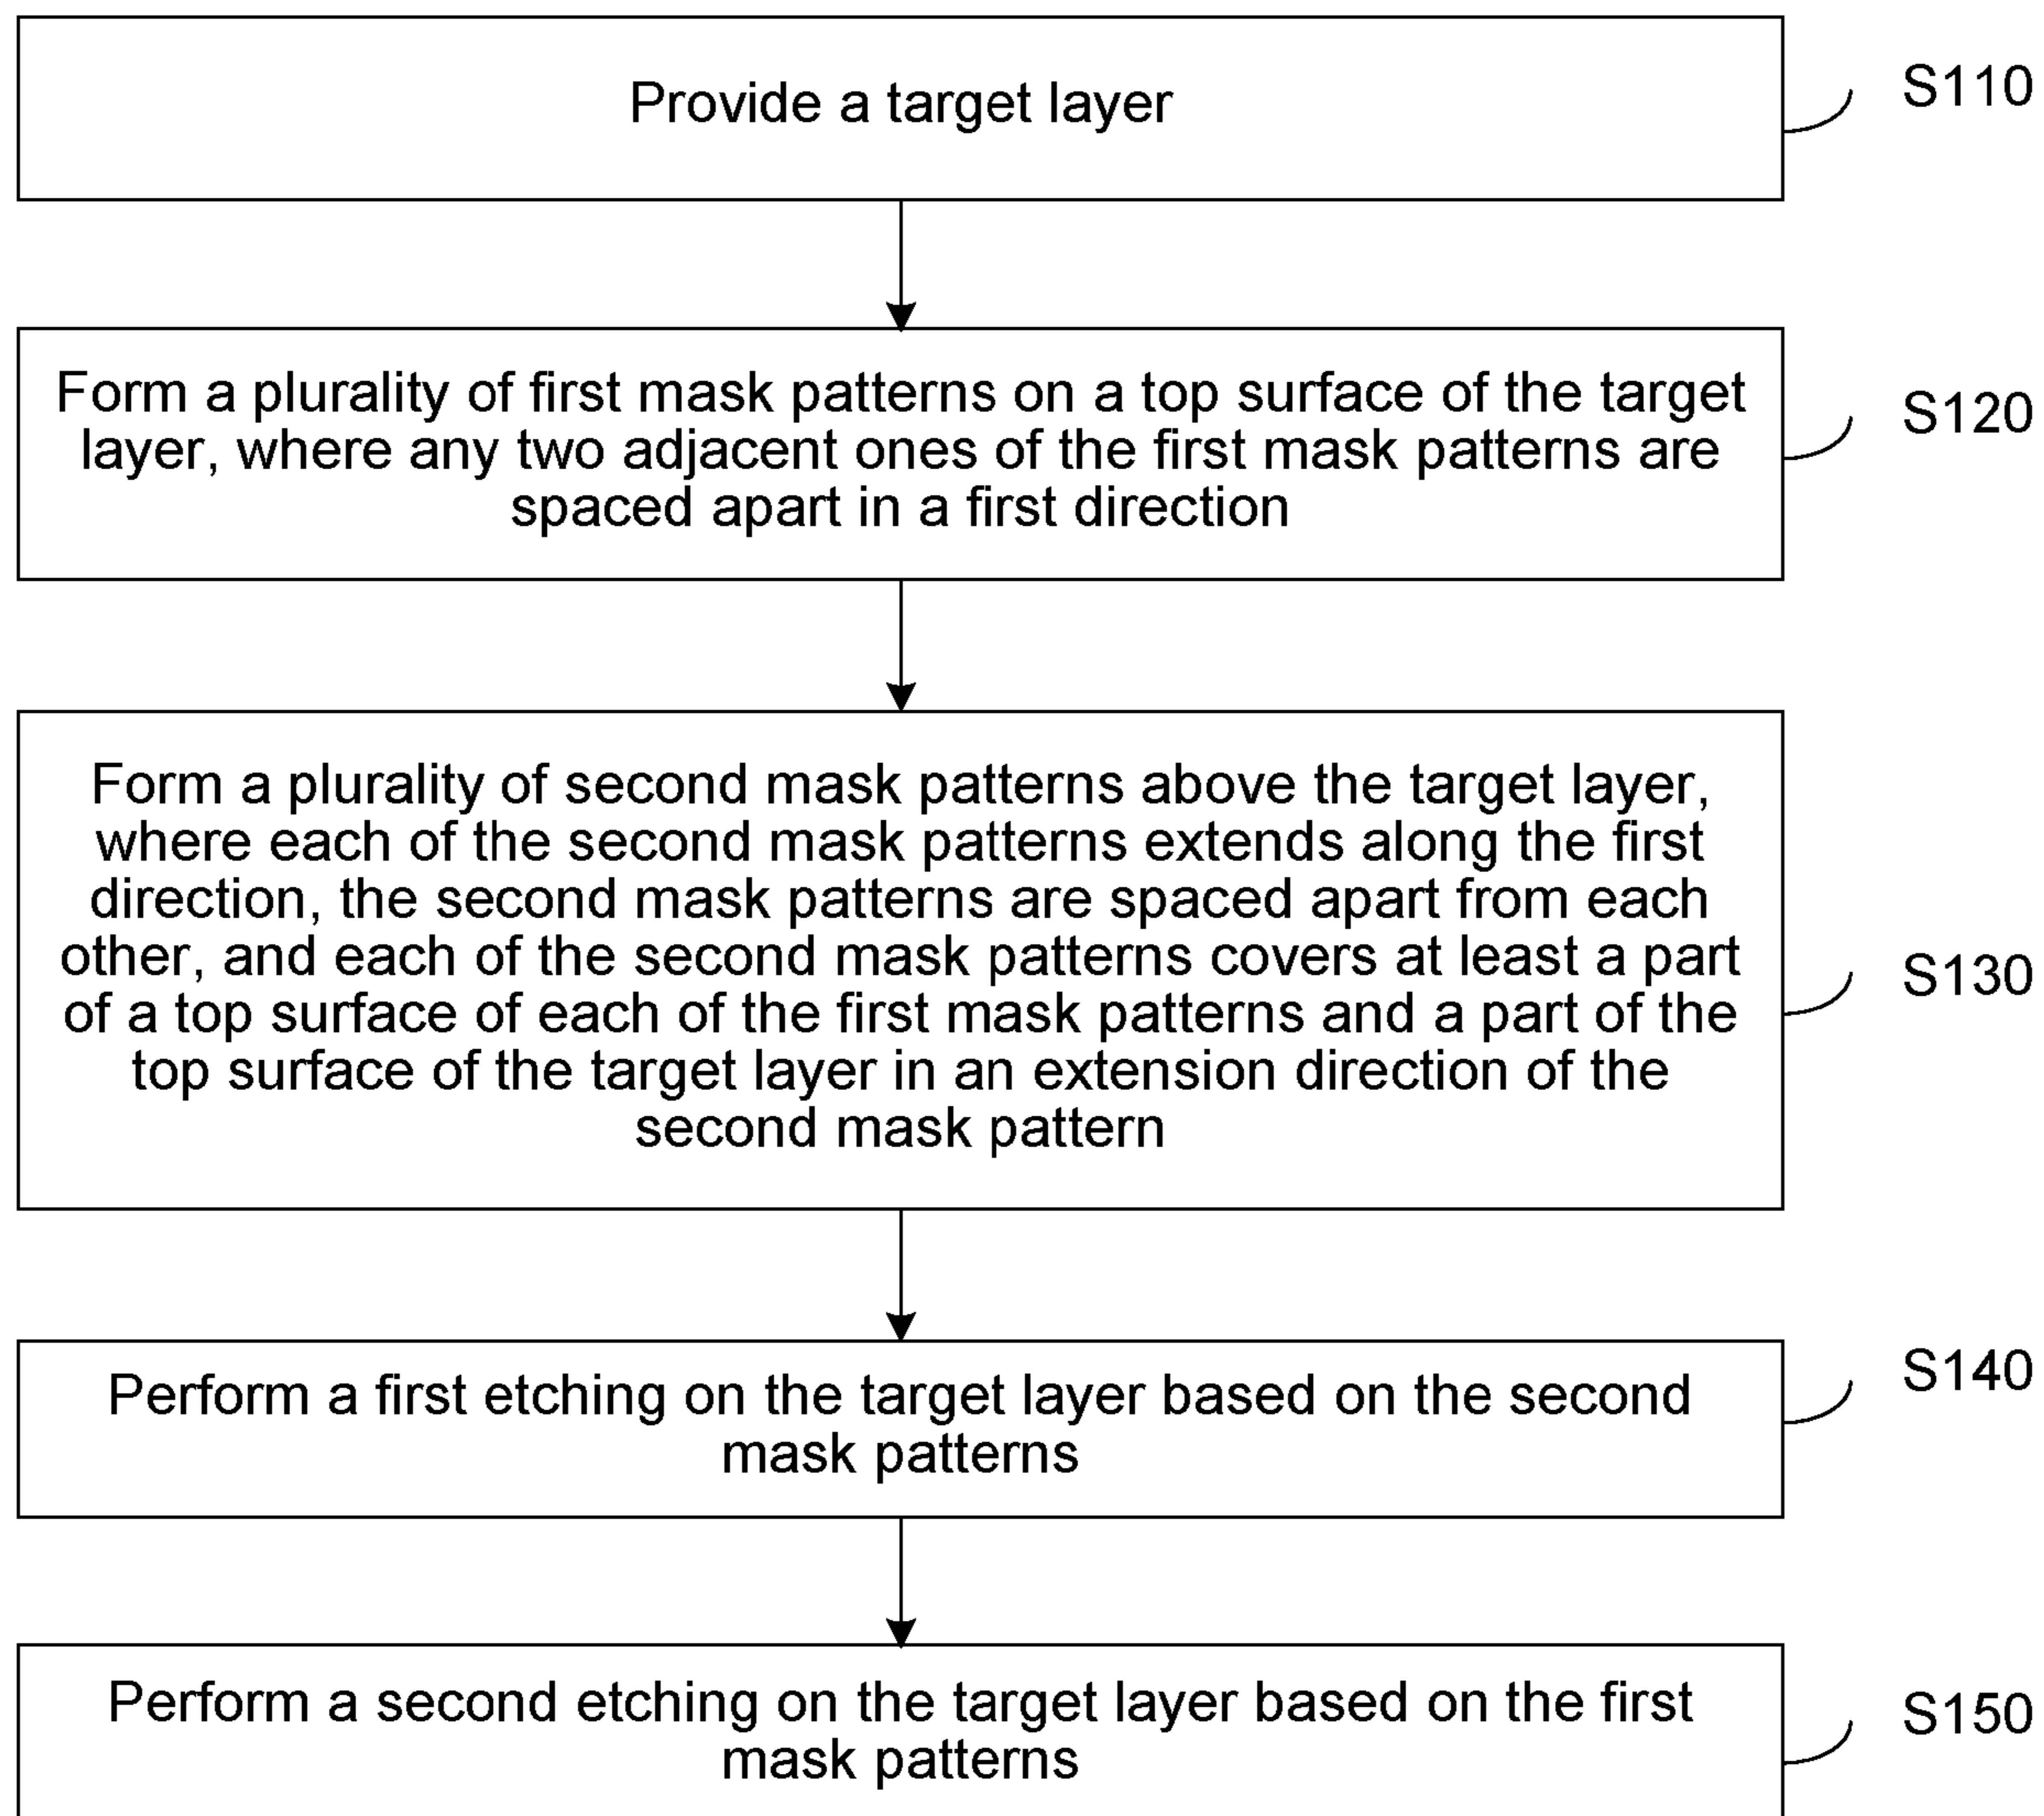 Provide a target layer
S110
Form a plurality of first mask patterns on a top surface of the target
layer, where any two adjacent ones of the first mask patterns are
spaced apart in a first direction
S120
Form a plurality of second mask patterns above the target layer,
where each of the second mask patterns extends along the first
direction, the second mask patterns are spaced apart from each
other, and each of the second mask patterns covers at least a part
of a top surface of each of the first mask patterns and a part of the
top surface of the target layer in an extension direction of the
second mask pattern
S130
Perform a first etching on the target layer based on the second
mask patterns
S140
Perform a second etching on the target layer based on the first
mask patterns
S150